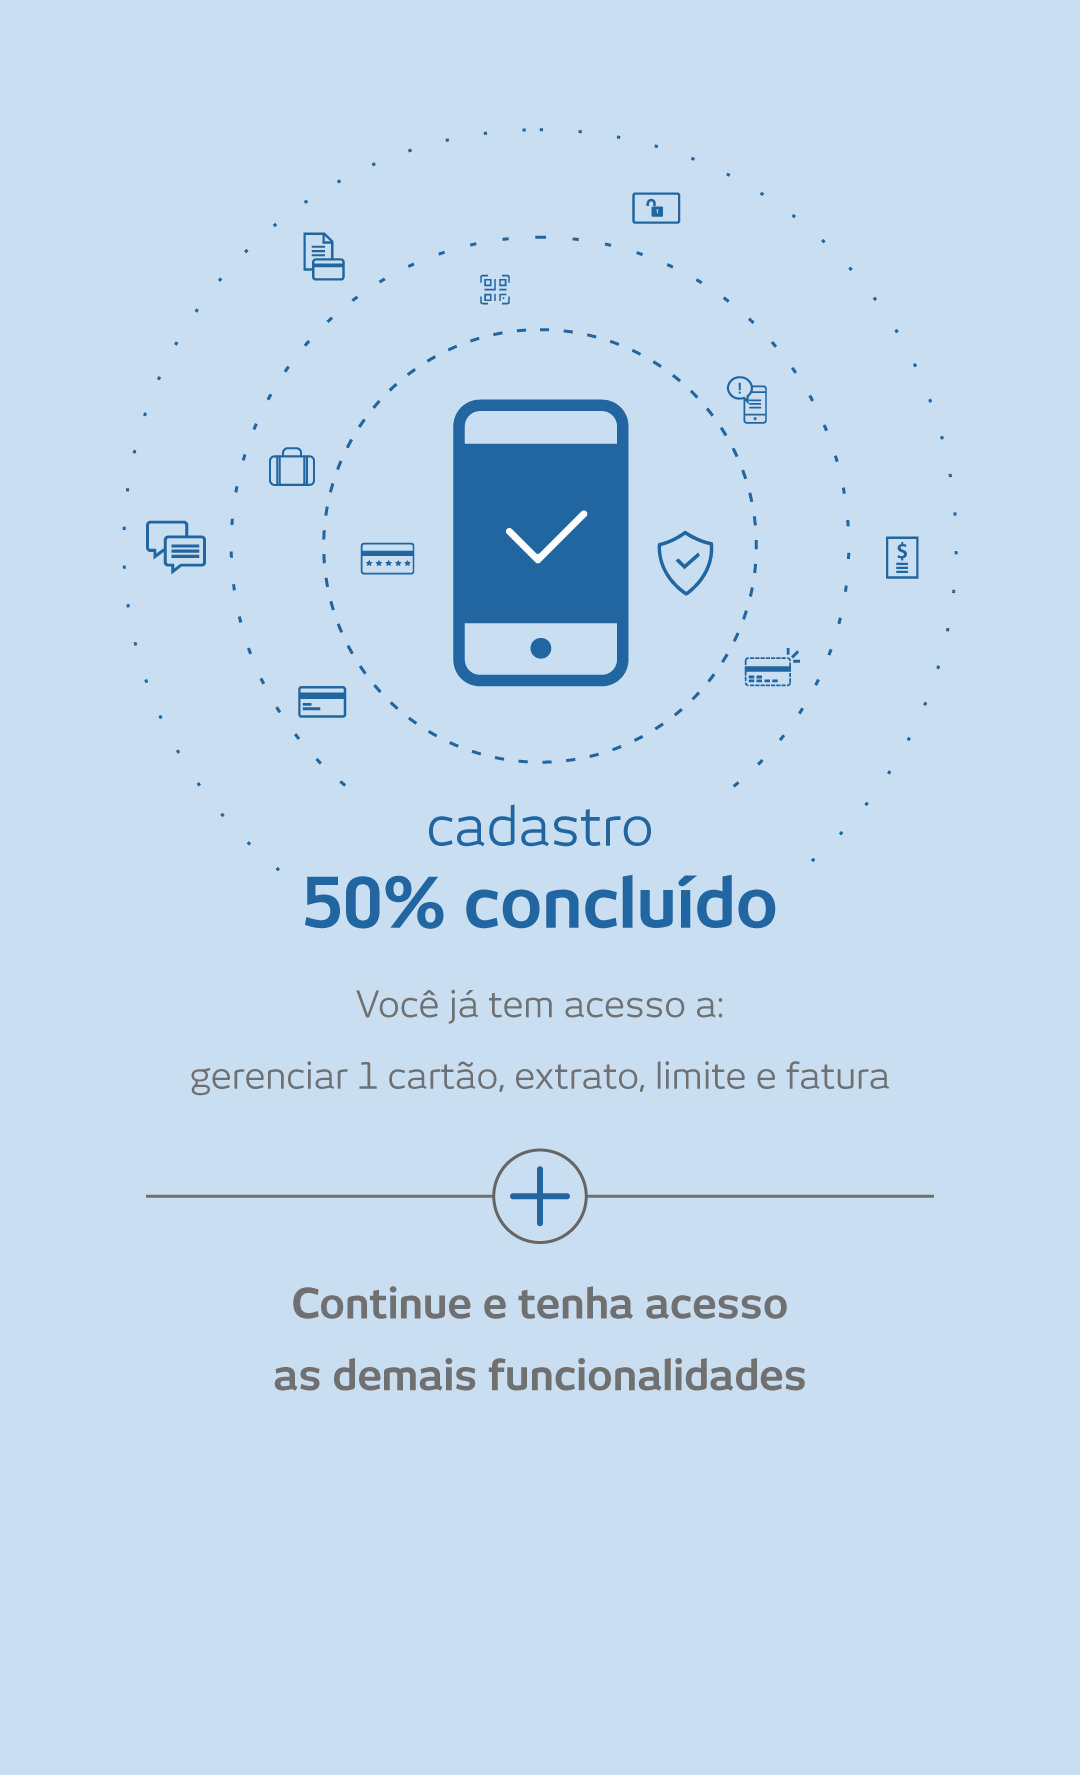 cadastro
50% concluído
Você já tem acesso a:
gerenciar 1 cartão, extrato, limite e fatura
Continue e tenha acesso
as demais funcionalidades